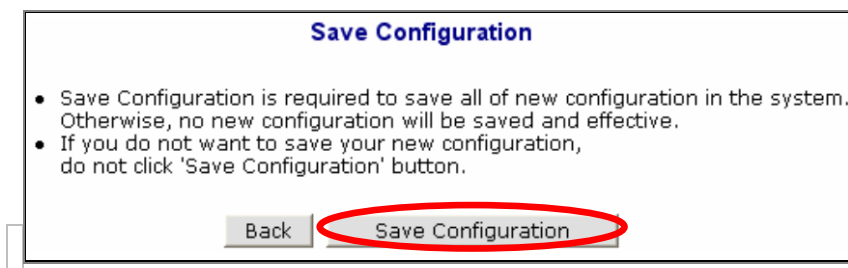 Save Configuration
• Save Configuration is required to save all of new configuration in the system.
Otherwise, no new configuration will be saved and effective.
• If you do not want to save your new configuration,
do not click 'Save Configuration' button.
Back Save Configuration